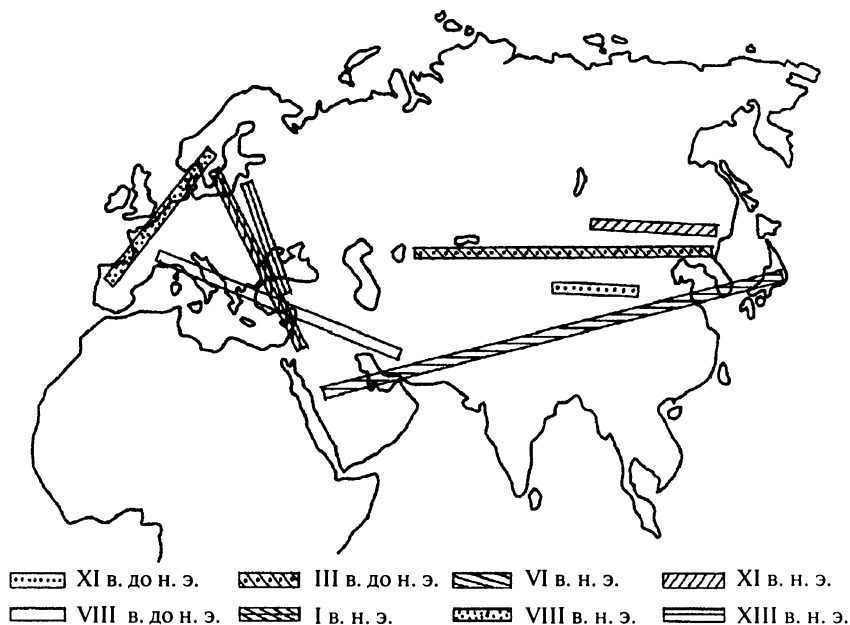 XI в. до н. э. III в. до н. э. VI в. н. э. XI в. н. э.
VIII в. до н. э. I в. н. э. VIII в. н. э. XIII в. н. э.